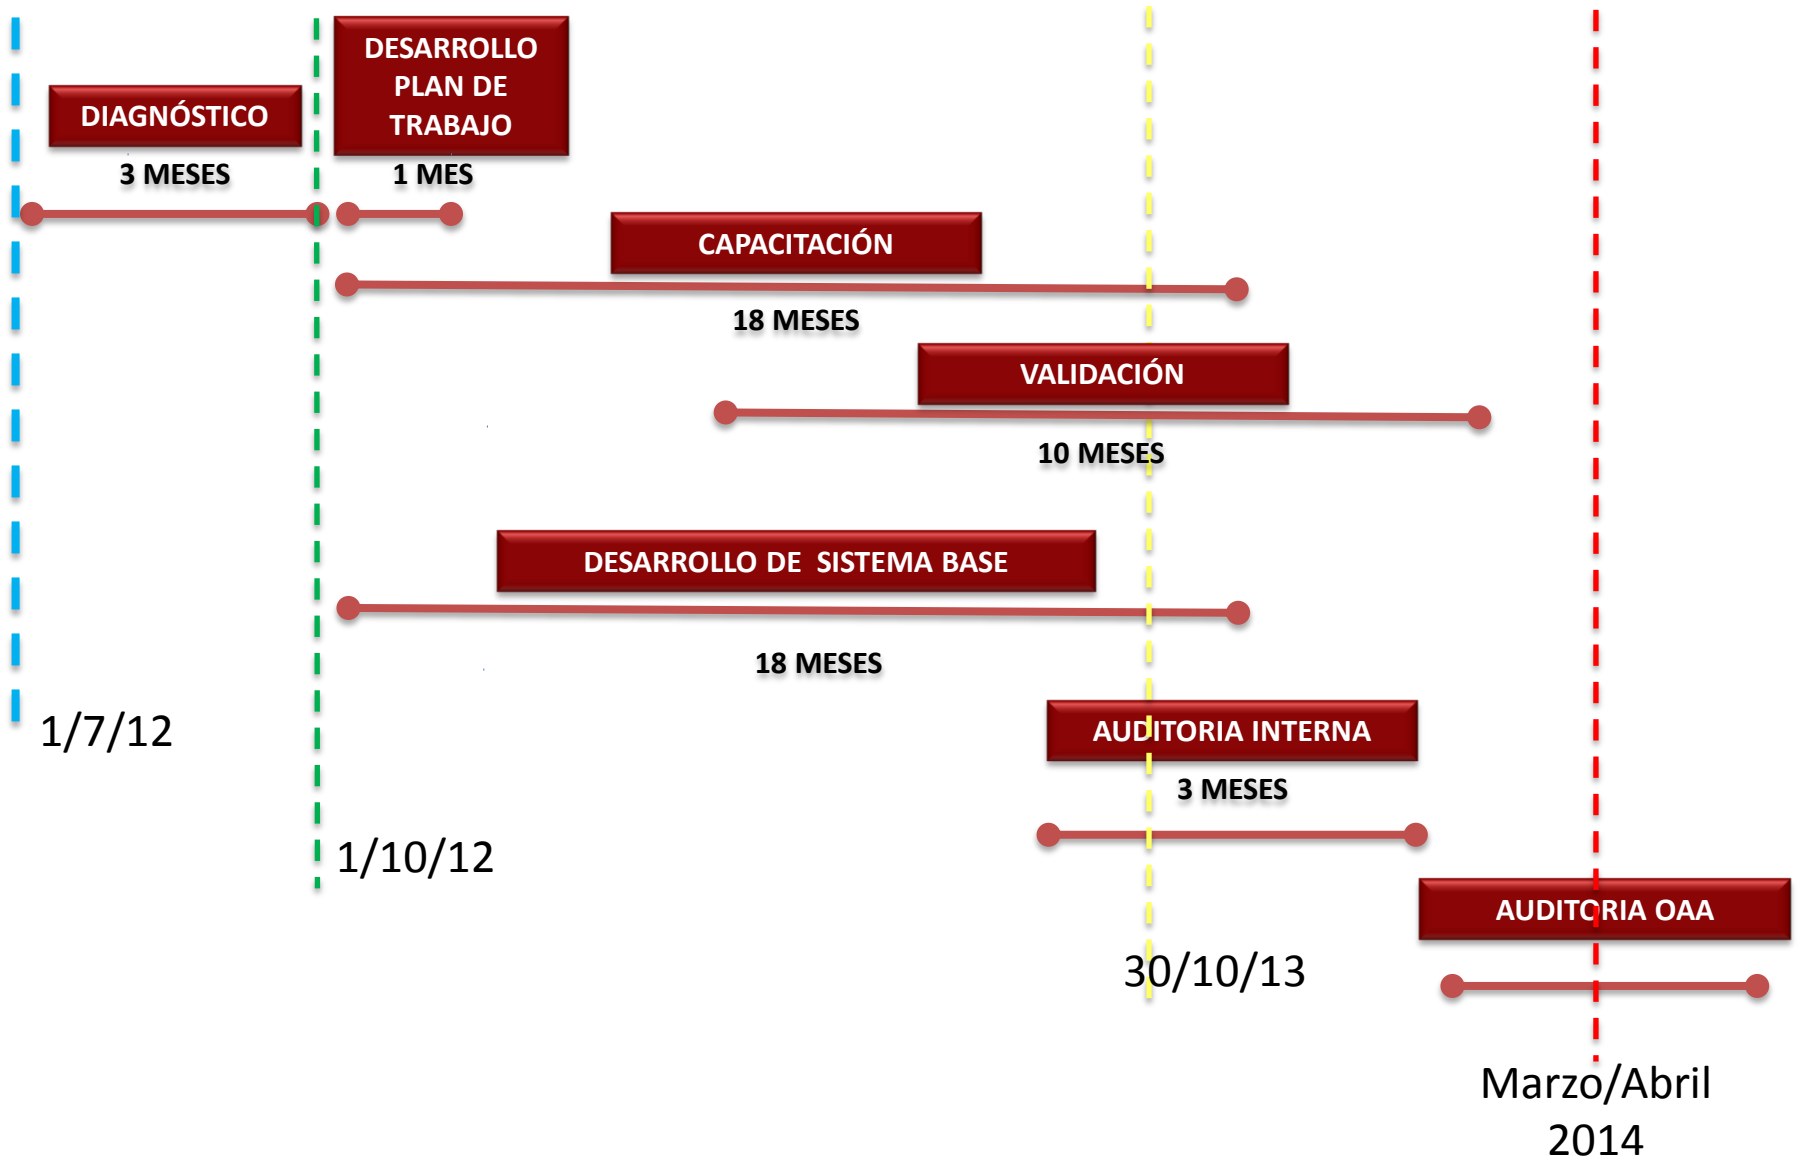 DIAGNÓSTICO
3 MESES
DESARROLLO
PLAN DE
TRABAJO
1 MES
CAPACITACIÓN
18 MESES
VALIDACIÓN
10 MESES
DESARROLLO DE SISTEMA BASE
18 MESES
1/7/12
AUDITORIA INTERNA
3 MESES
1/10/12
AUDITORIA OAA
30/10/13
Marzo/Abril
2014